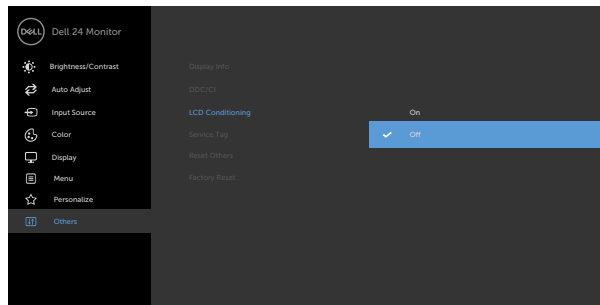 DELL Dell 24 Monitor
Brightness/Contrast Display Info
Auto Adjust DDC/CI
Input Source LCD Conditioning On
Color Service Tag Off
Display Reset Others
Menu Factory Reset
Personalize
Others